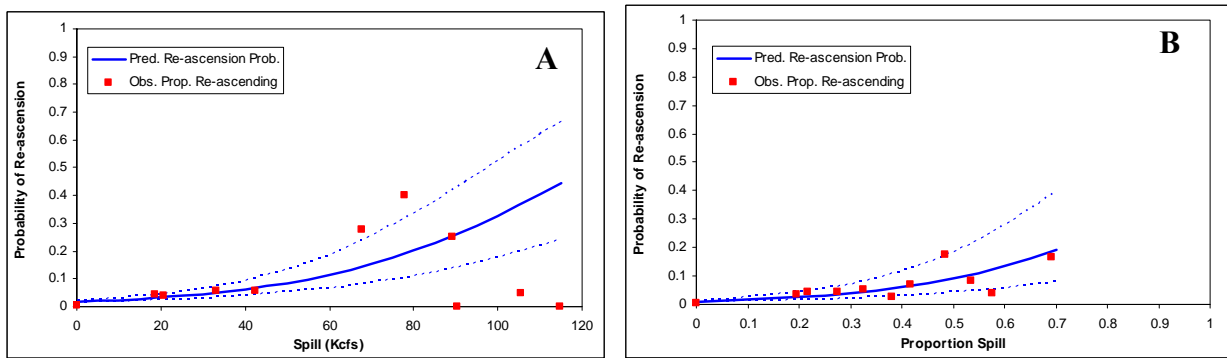 A
Pred. Re-ascension Prob.
Obs. Prop. Re-ascending
Probability of Re-ascension
1
0.9
0.8
0.7
0.6
0.5
0.4
0.3
0.2
0.1
0
0 20 40 60 80 100 120
Spill (Kcfs)
B
Pred. Re-ascension Prob.
Obs. Prop. Re-ascending
Probability of Re-ascension
1
0.9
0.8
0.7
0.6
0.5
0.4
0.3
0.2
0.1
0
0 0.1 0.2 0.3 0.4 0.5 0.6 0.7 0.8 0.9 1
Proportion Spill